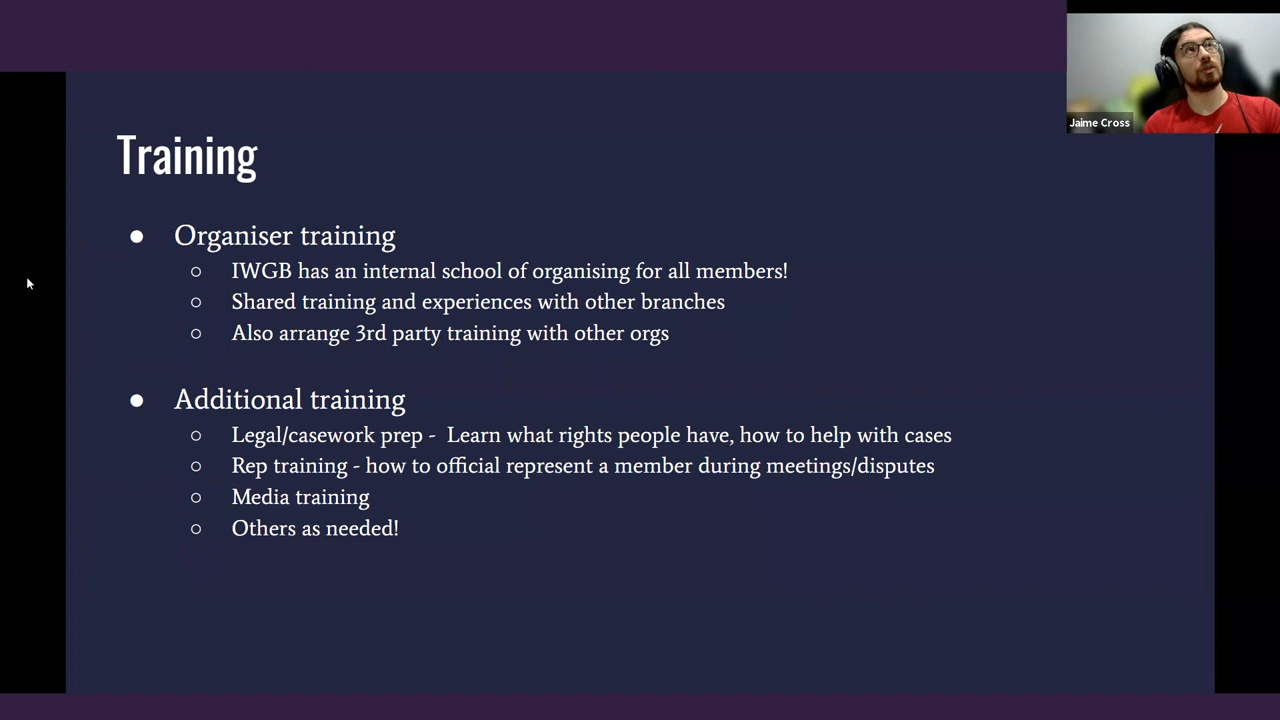 Jaime Cross
Training
● Organiser training
○ IWGB has an internal school of organising for all members!
○ Shared training and experiences with other branches
○ Also arrange 3rd party training with other orgs
● Additional training
○ Legal/casework prep -  Learn what rights people have, how to help with cases
○ Rep training - how to official represent a member during meetings/disputes
○ Media training
○ Others as needed!